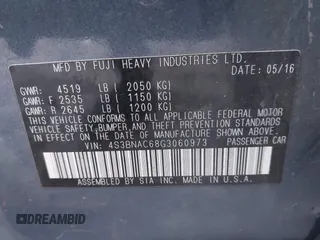 MFD BY FUJI HEAVY INDUSTRIES LTD.
DATE: 05/16
GVWR: 4519 LB ( 2050 KG)
GAWR: F 2535 LB ( 1150 KG)
GAWR: R 2645 LB ( 1200 KG)
THIS VEHICLE CONFORMS TO ALL APPLICABLE FEDERAL MOTOR
VEHICLE SAFETY, BUMPER, AND THEFT PREVENTION STANDARDS
IN EFFECT ON THE DATE OF MANUFACTURE SHOWN ABOVE.
VIN: 4S3BNAC68G3060973 PASSENGER CAR
ASSEMBLED BY SIA INC. MADE IN U.S.A.
DREAMBID